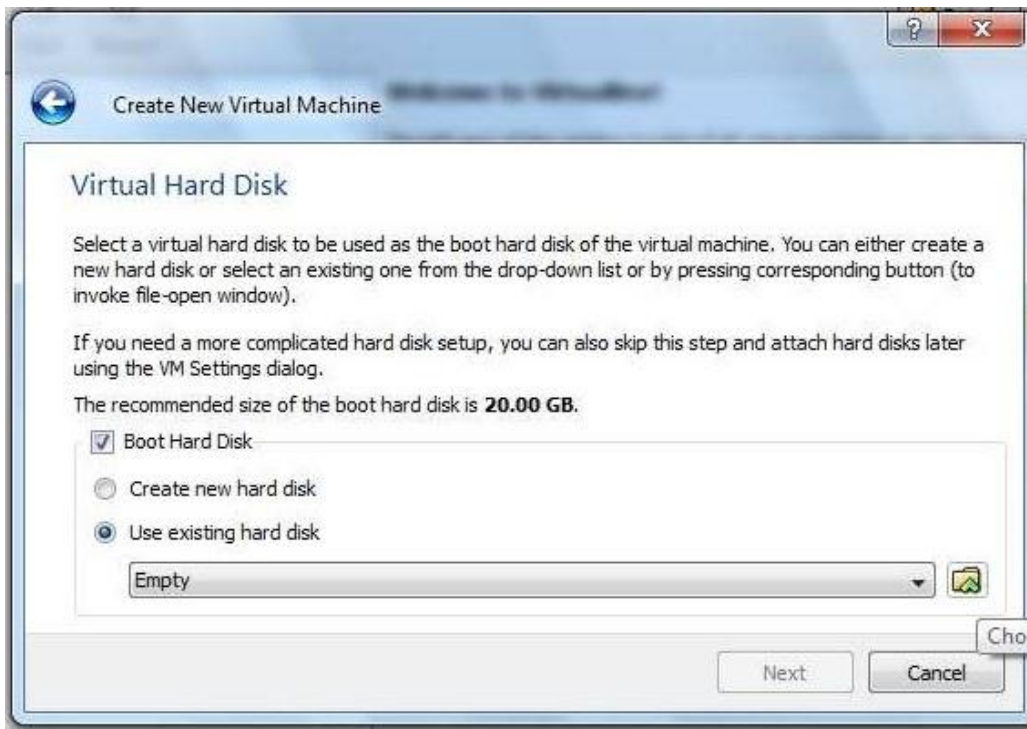 Create New Virtual Machine
Virtual Hard Disk
Select a virtual hard disk to be used as the boot hard disk of the virtual machine. You can either create a
new hard disk or select an existing one from the drop-down list or by pressing corresponding button (to
invoke file-open window).
If you need a more complicated hard disk setup, you can also skip this step and attach hard disks later
using the VM Settings dialog.
The recommended size of the boot hard disk is 20.00 GB.
Boot Hard Disk
Create new hard disk
Use existing hard disk
Empty
Cho
Next
Cancel